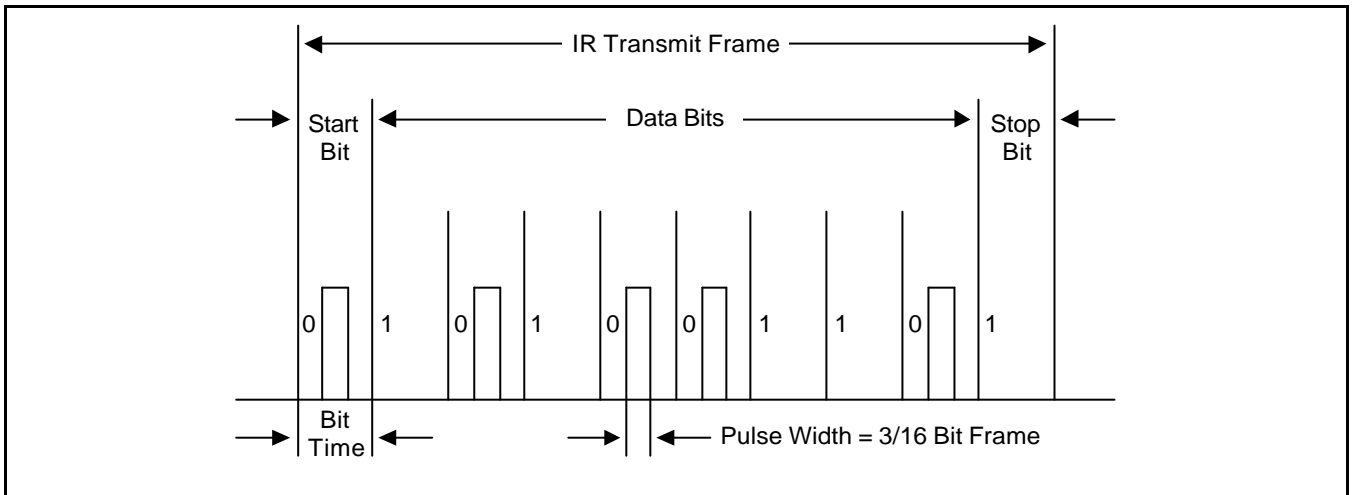 IR Transmit Frame
Start
Bit
Data Bits
Stop
Bit
0 1 0 1 0 0 1 1 0 1
Bit
Time
Pulse Width = 3/16 Bit Frame